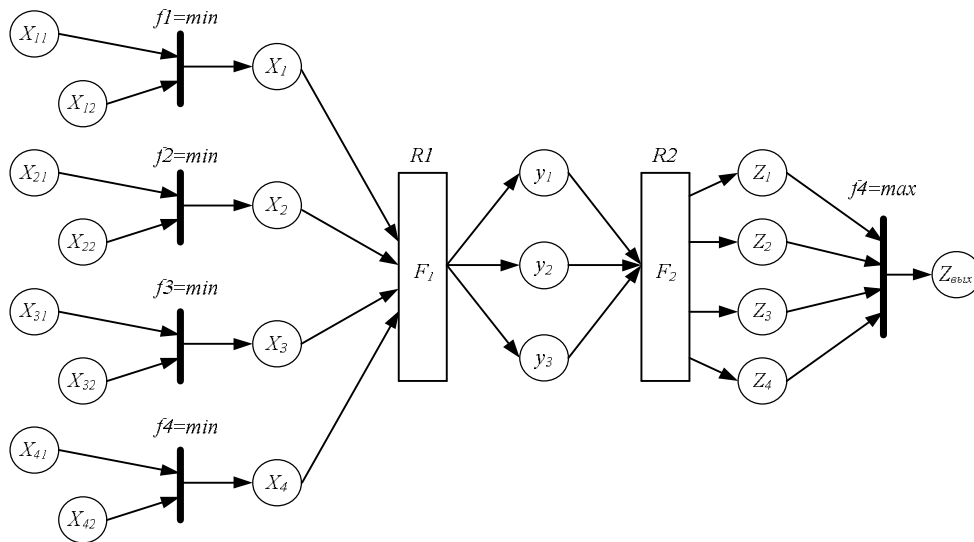 f1=min
X11
X12
X1
f2=min
X21
X22
X2
f3=min
X31
X32
X3
f4=min
X41
X42
X4
R1
F1
y1
y2
y3
R2
F2
Z1
Z2
Z3
Z4
f4=max
Zвых